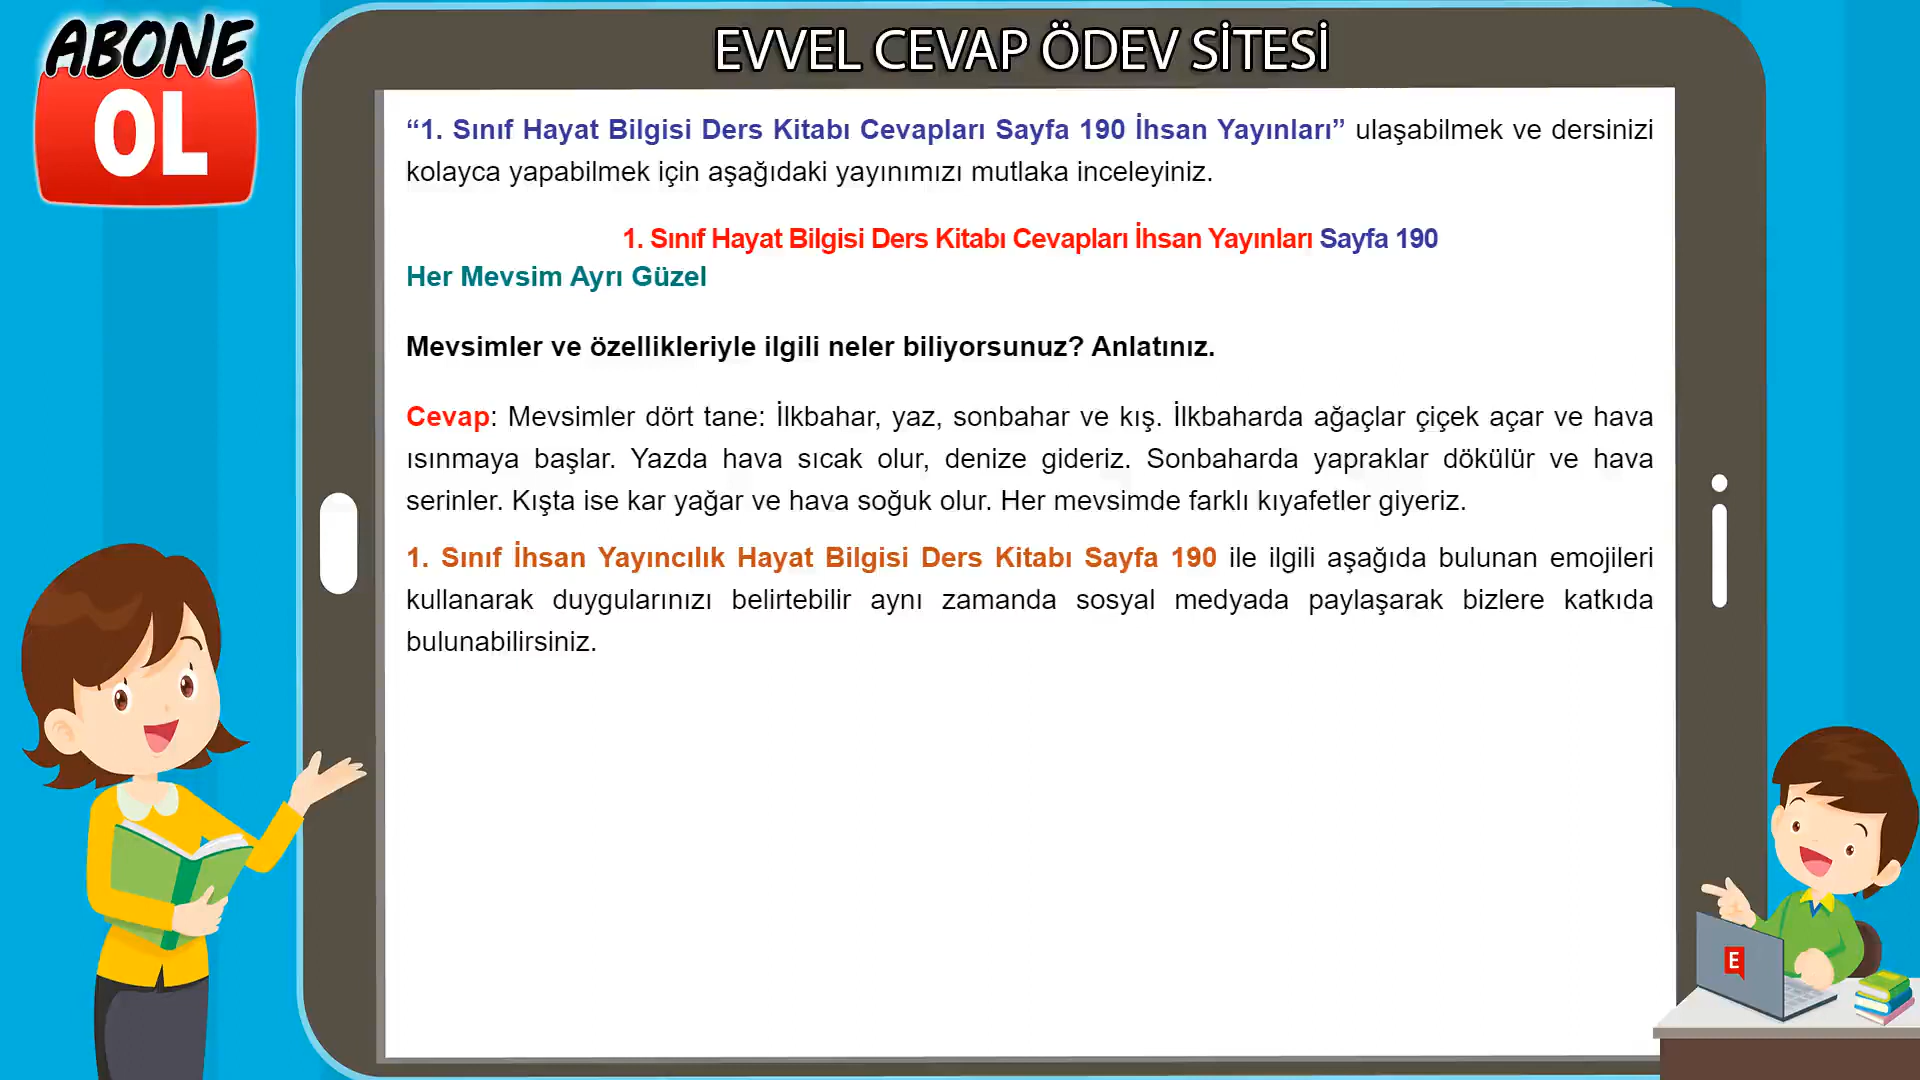 ABONE
OL
EVVEL CEVAP ÖDEV SİTESİ
“1. Sınıf Hayat Bilgisi Ders Kitabı Cevapları Sayfa 190 İhsan Yayınları” ulaşabilmek ve dersinizi
kolayca yapabilmek için aşağıdaki yayınımızı mutlaka inceleyiniz.
1. Sınıf Hayat Bilgisi Ders Kitabı Cevapları İhsan Yayınları Sayfa 190
Her Mevsim Ayrı Güzel
Mevsimler ve özellikleriyle ilgili neler biliyorsunuz? Anlatınız.
Cevap: Mevsimler dört tane: İlkbahar, yaz, sonbahar ve kış. İlkbaharda ağaçlar çiçek açar ve hava
ısınmaya başlar. Yazda hava sıcak olur, denize gideriz. Sonbaharda yapraklar dökülür ve hava
serinler. Kışta ise kar yağar ve hava soğuk olur. Her mevsimde farklı kıyafetler giyeriz.
1. Sınıf İhsan Yayıncılık Hayat Bilgisi Ders Kitabı Sayfa 190 ile ilgili aşağıda bulunan emojileri
kullanarak duygularınızı belirtebilir aynı zamanda sosyal medyada paylaşarak bizlere katkıda
bulunabilirsiniz.
E